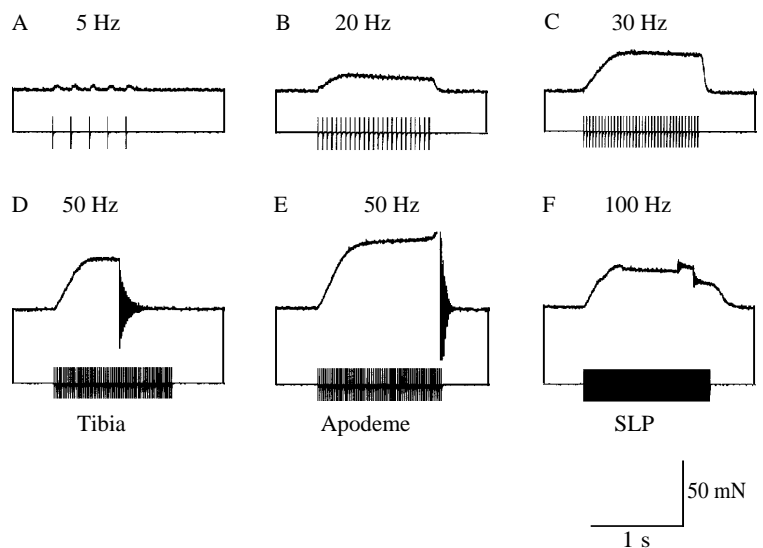 A 5 Hz
B 20 Hz
C 30 Hz
D 50 Hz
E 50 Hz
F 100 Hz
Tibia
Apodeme
SLP
50 mN
1 s